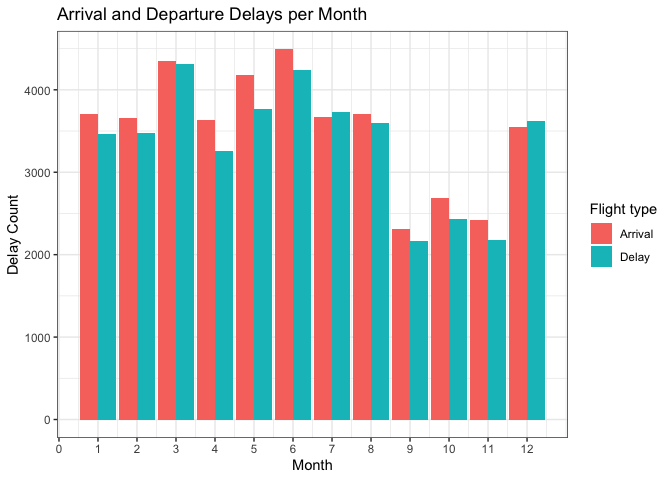 Arrival and Departure Delays per Month
Delay Count
4000
3000
2000
1000
0
0 1 2 3 4 5 6 7 8 9 10 11 12
Month
Flight type
Arrival
Delay